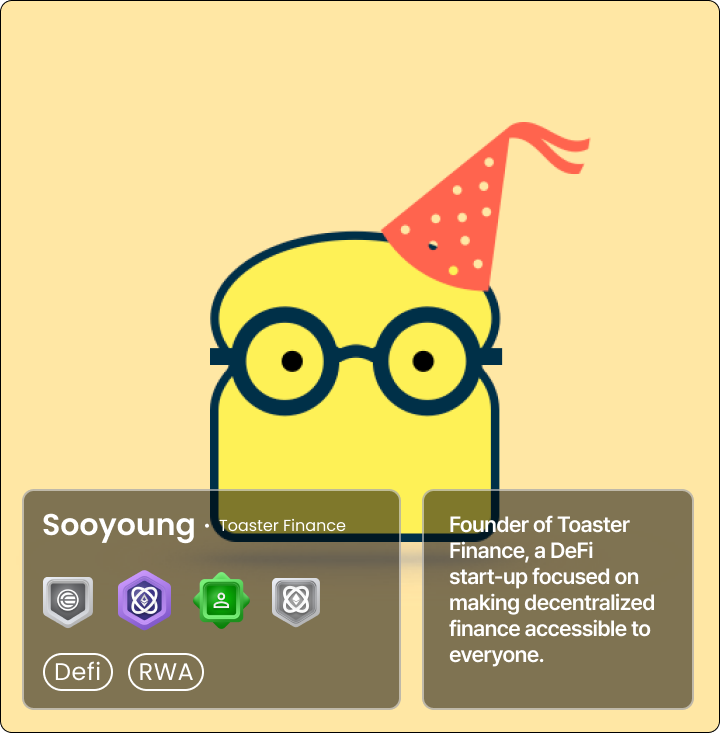 Sooyoung · Toaster Finance
Defi RWA
Founder of Toaster
Finance, a DeFi
start-up focused on
making decentralized
finance accessible to
everyone.